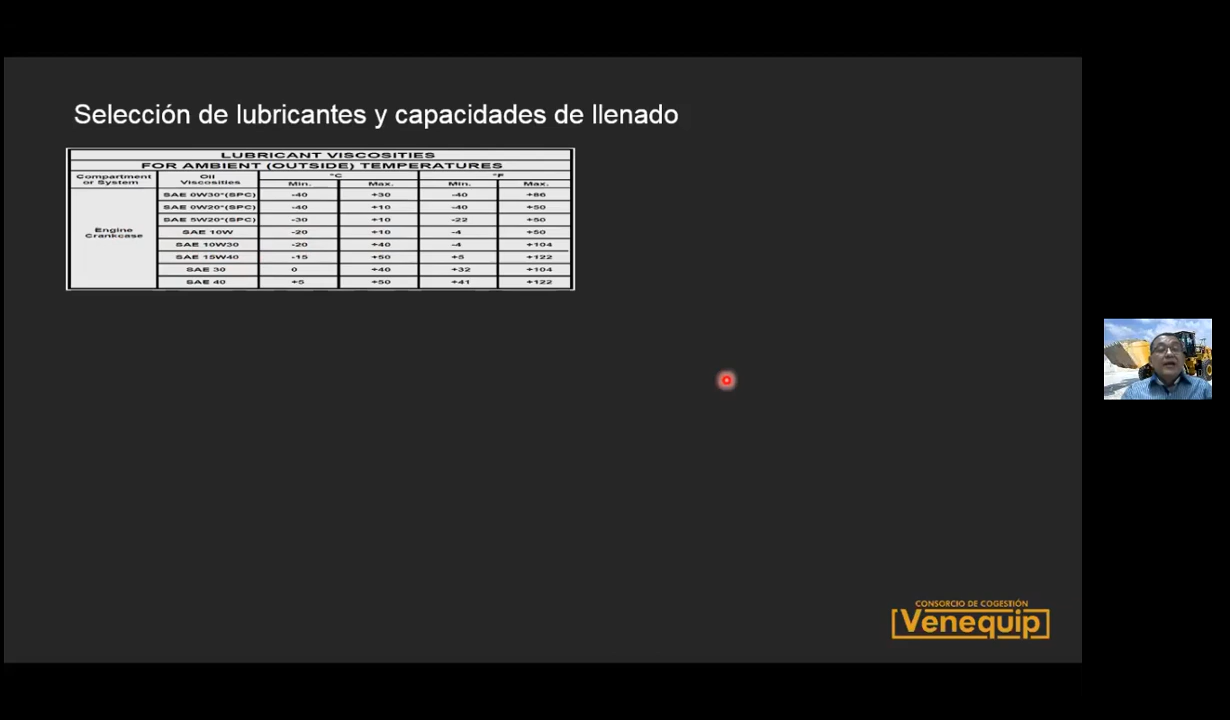 Selección de lubricantes y capacidades de llenado
LUBRICANT VISCOSITIES
FOR AMBIENT (OUTSIDE) TEMPERATURES
Compartment or System Oil Viscosities °C °F
Min. Max. Min. Max.
Engine Crankcase
SAE 0W30*(SPC) -40 +30 -40 +86
SAE 0W20*(SPC) -40 +10 -40 +50
SAE 5W20*(SPC) -30 +10 -22 +50
SAE 10W -20 +10 -4 +50
SAE 10W30 -20 +40 -4 +104
SAE 15W40 -15 +50 +5 +122
SAE 30 0 +40 +32 +104
SAE 40 +5 +50 +41 +122
CONSORCIO DE COGESTIÓN
Venequip